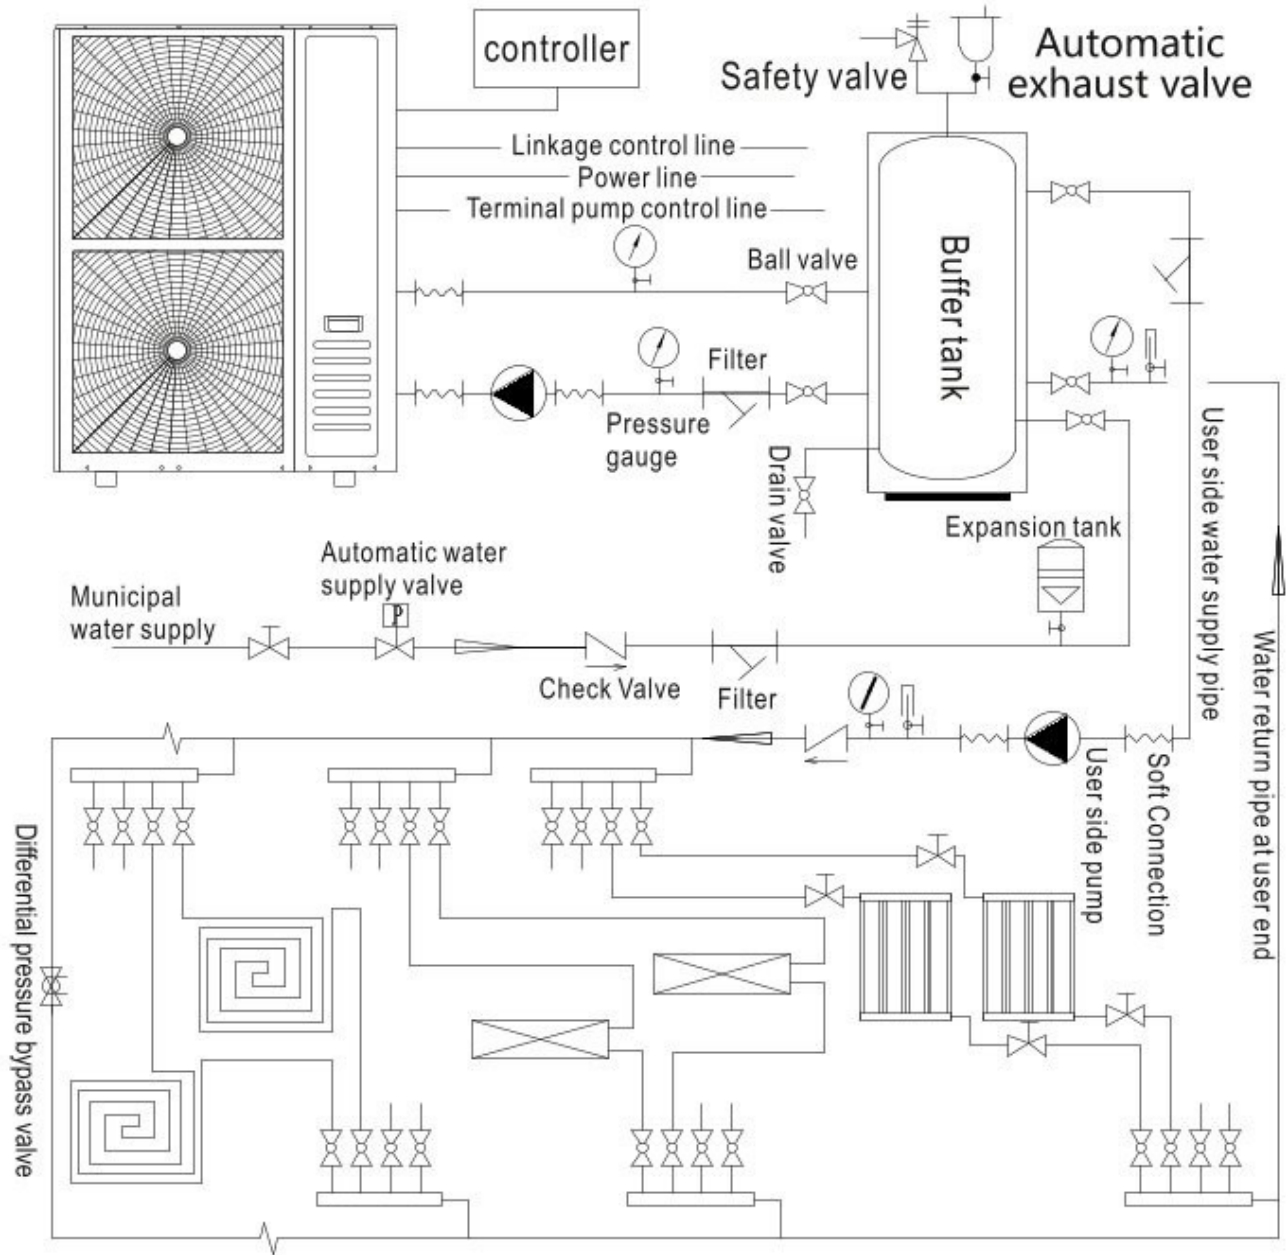 controller
Safety valve
Automatic
exhaust valve
Linkage control line
Power line
Terminal pump control line
Ball valve
Buffer tank
Filter
Pressure
gauge
Drain valve
Expansion tank
User side water supply pipe
Automatic water
supply valve
P
Municipal
water supply
Check Valve
Filter
Water return pipe at user end
User side pump
Soft Connection
Differential pressure bypass valve